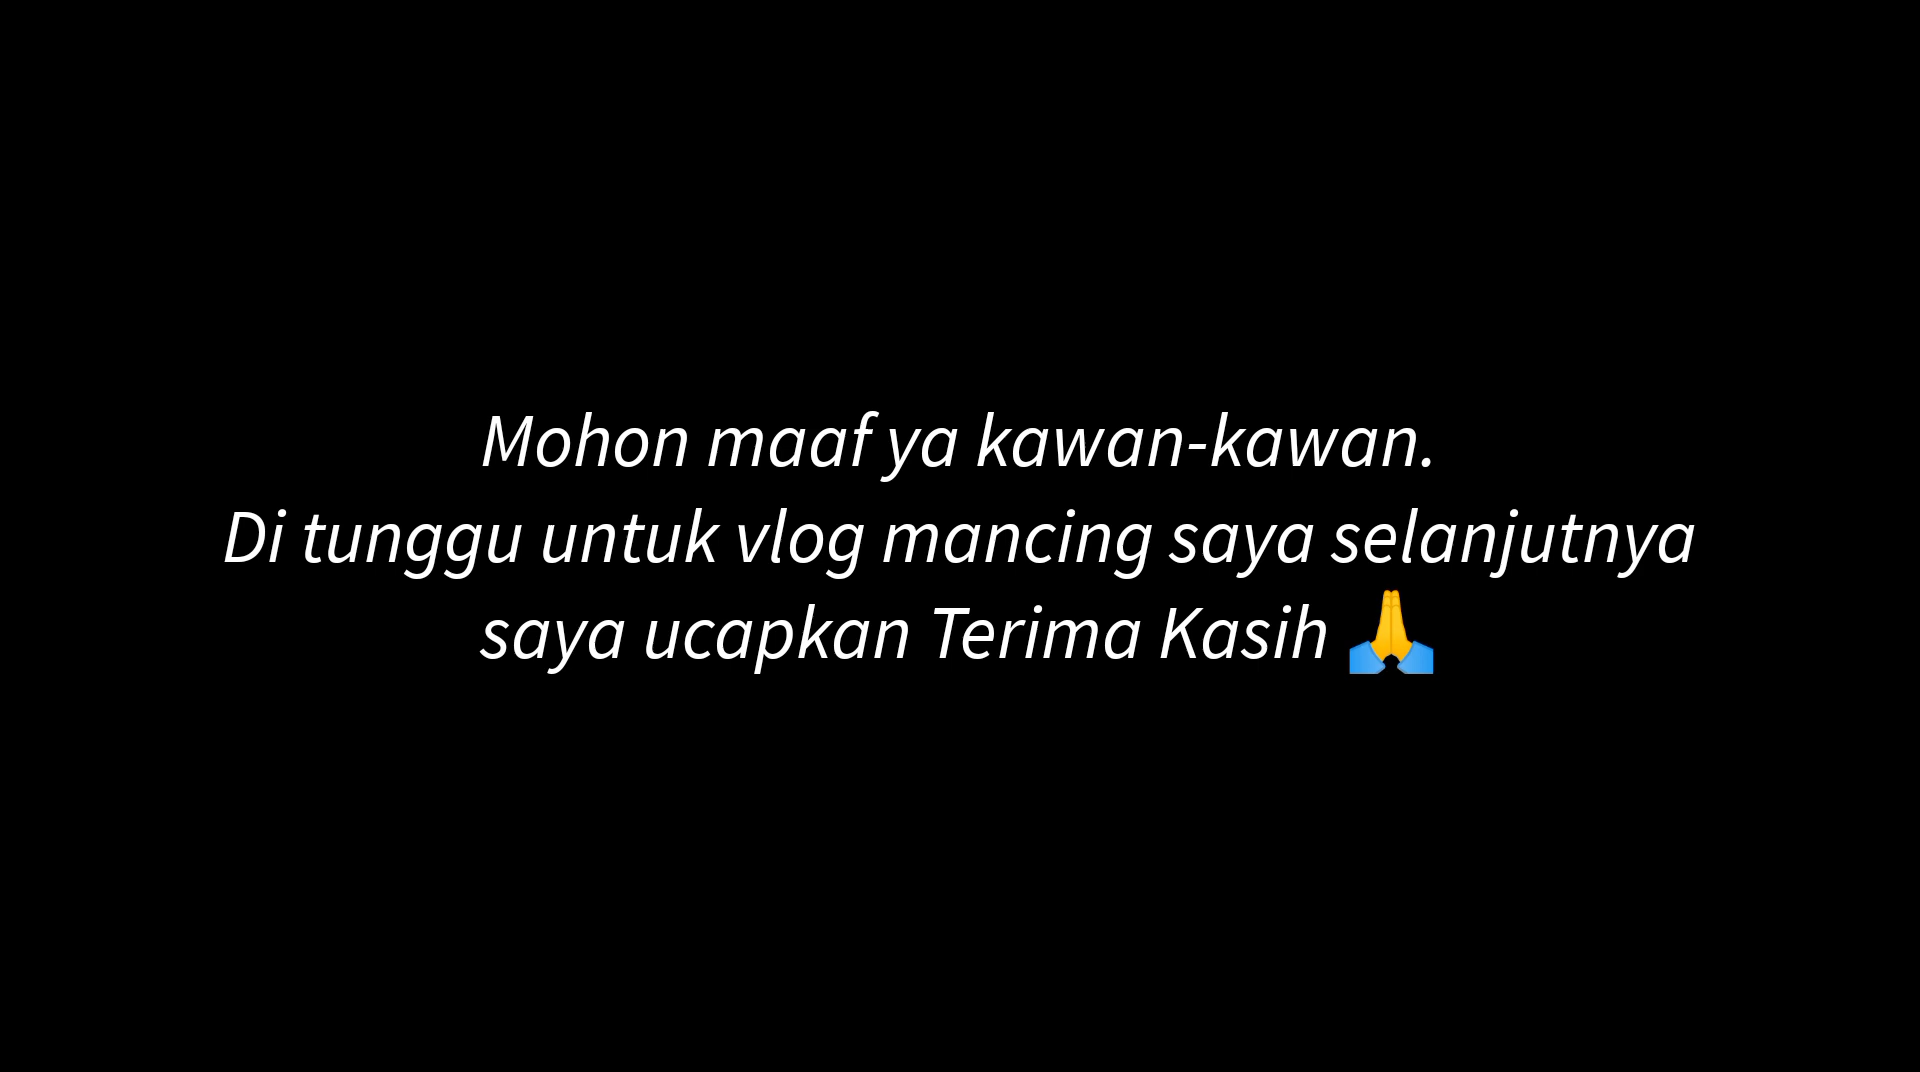 Mohon maaf ya kawan-kawan.
Di tunggu untuk vlog mancing saya selanjutnya
saya ucapkan Terima Kasih 🙏